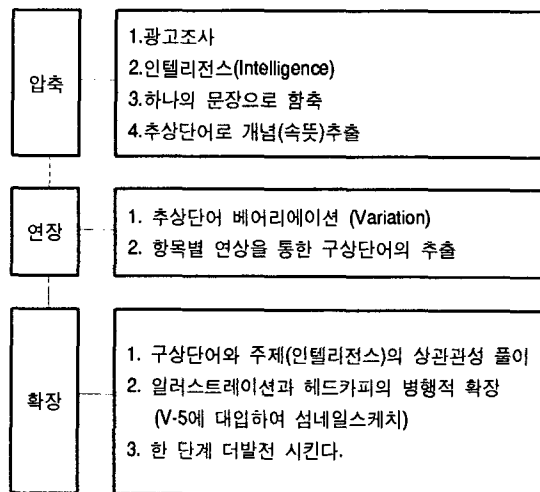 압축
1.광고조사
2.인텔리전스(Intelligence)
3.하나의 문장으로 함축
4.추상단어로 개념(속뜻)추출
연장
1. 추상단어 베어리에이션 (Variation)
2. 항목별 연상을 통한 구상단어의 추출
확장
1. 구상단어와 주제(인텔리전스)의 상관관성 풀이
2. 일러스트레이션과 헤드카피의 병행적 확장
(V-5에 대입하여 섬네일스케치)
3. 한 단계 더발전 시킨다.